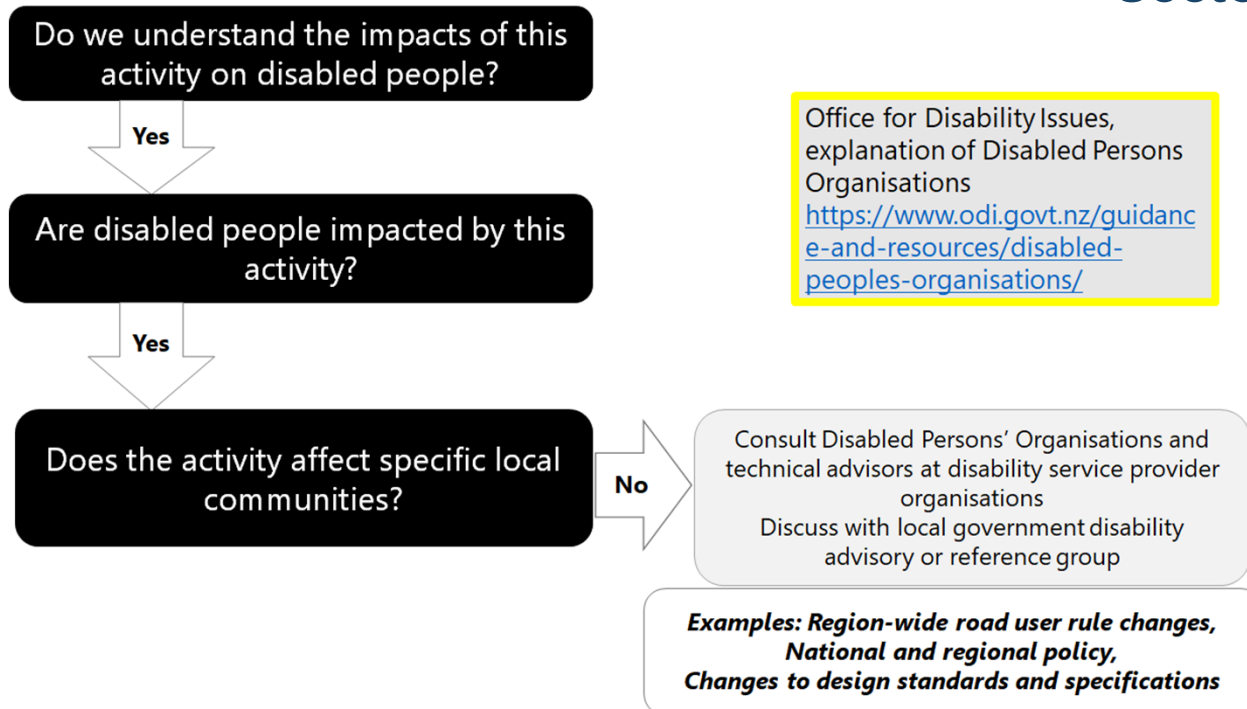 Do we understand the impacts of this
activity on disabled people?
Yes
Office for Disability Issues,
explanation of Disabled Persons
Organisations
https://www.odi.govt.nz/guidanc
e-and-resources/disabled-
peoples-organisations/
Are disabled people impacted by this
activity?
Yes
Does the activity affect specific local
communities?
No
Consult Disabled Persons’ Organisations and
technical advisors at disability service provider
organisations
Discuss with local government disability
advisory or reference group
Examples: Region-wide road user rule changes,
National and regional policy,
Changes to design standards and specifications